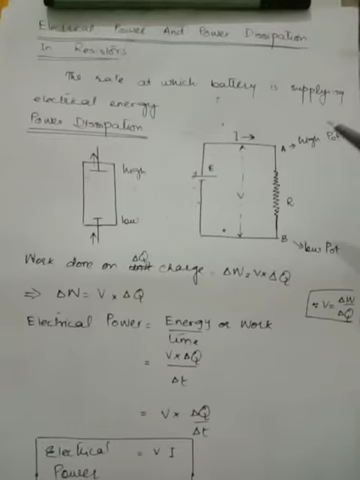 Electrical Power And Power Dissipation
In Resistors
The rate at which battery is supplying
electrical energy
Power Dissipation
high
low
I →
A → high Pot
E
V
R
B → low Pot
Work done on ΔQ charge = ΔW = V × ΔQ
⇒ ΔW = V × ΔQ
∵ V = ΔW
ΔQ
Electrical Power = Energy or Work
time
= V × ΔQ
Δt
= V × ΔQ
Δt
Electrical = V I
Power